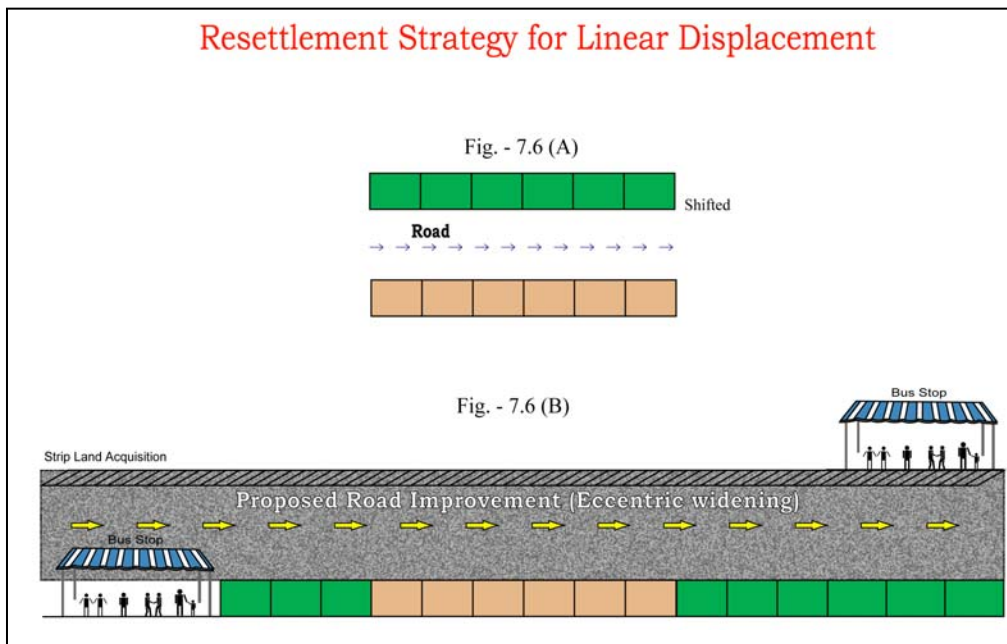 Resettlement Strategy for Linear Displacement
Fig. - 7.6 (A)
Shifted
Road
Fig. - 7.6 (B)
Bus Stop
Strip Land Acquisition
Proposed Road Improvement (Eccentric widening)
Bus Stop